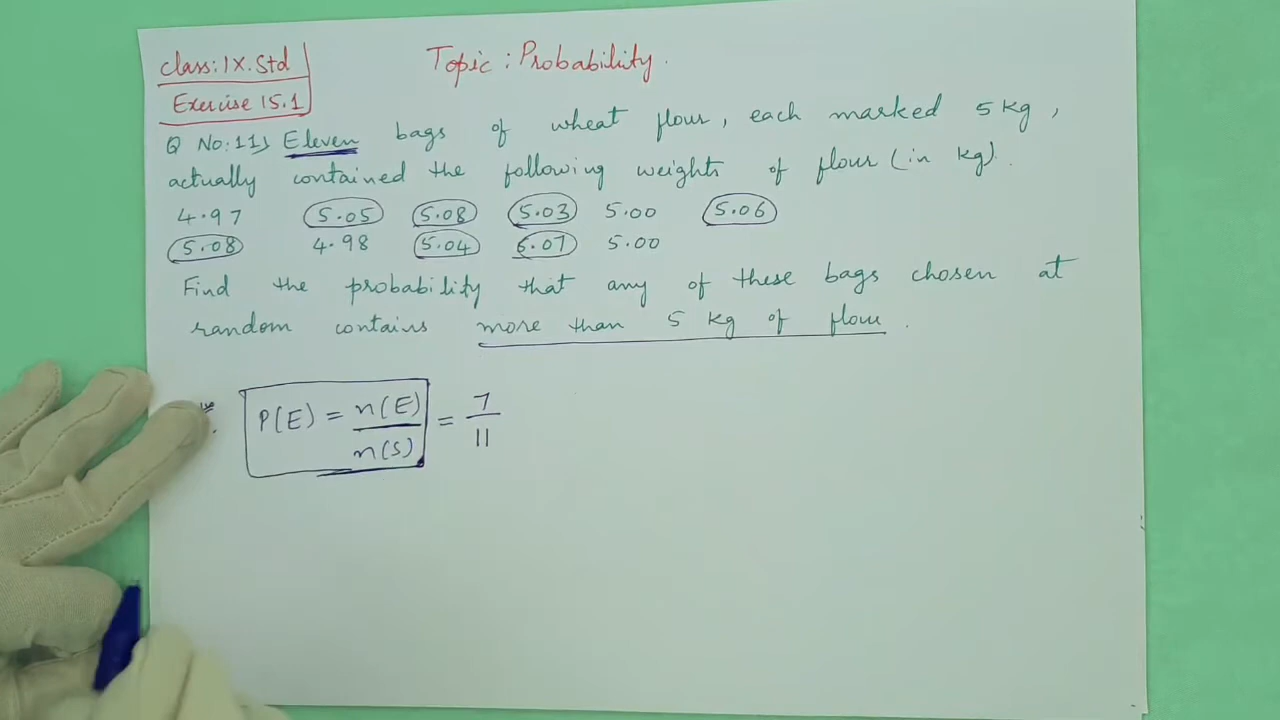 Class: IX. Std
Topic : Probability.
Exercise 15.1
Q No: 11) Eleven bags of wheat flour, each marked 5 kg,
actually contained the following weights of flour (in kg).
4.97 5.05 5.08 5.03 5.00 5.06
5.08 4.98 5.04 5.07 5.00
Find the probability that any of these bags chosen at
random contains more than 5 kg of flour.
P(E) = n(E)/n(S) = 7/11